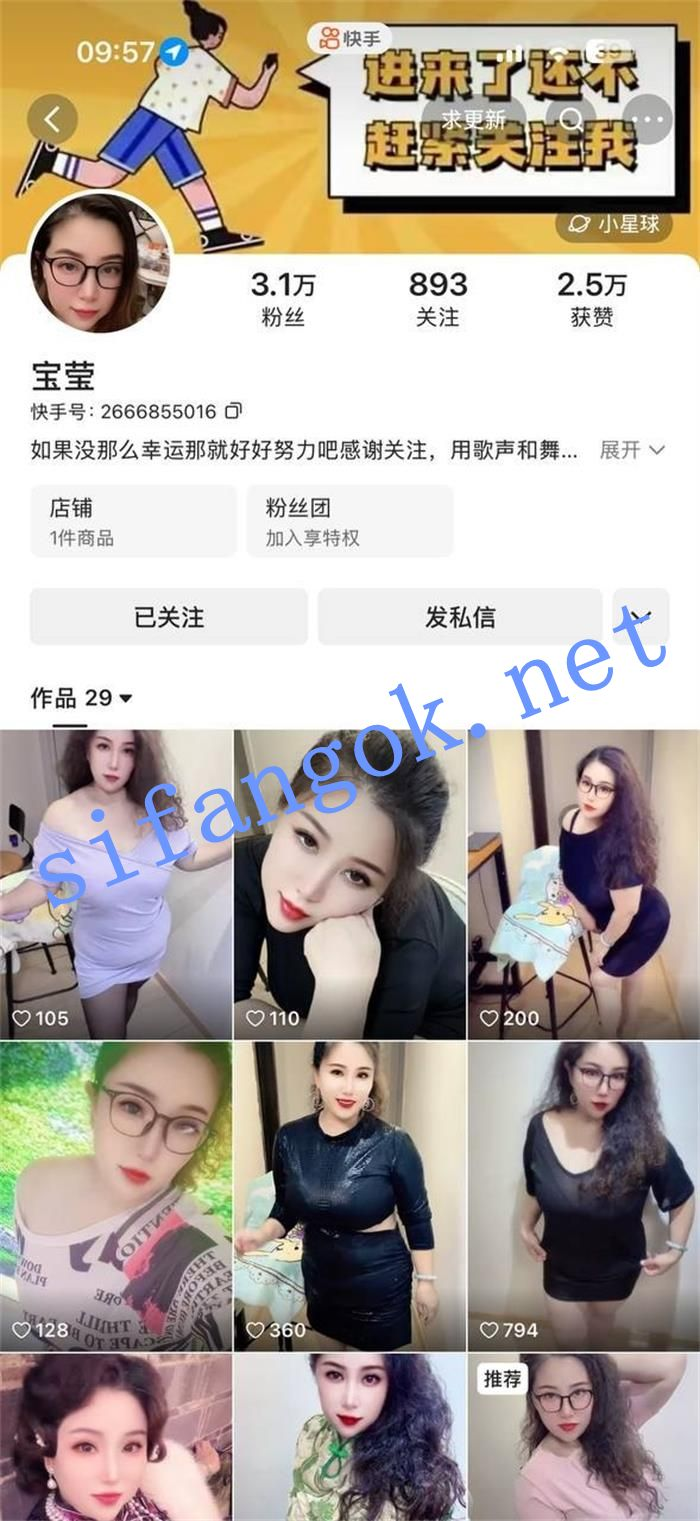 09:57
快手
39
进来了还不
赶紧关注我
求更新
小星球
3.1万
粉丝
893
关注
2.5万
获赞
宝莹
快手号: 2666855016
如果没那么幸运那就好好努力吧感谢关注，用歌声和舞... 展开
店铺
1件商品
粉丝团
加入享特权
已关注
发私信
作品 29
sifangok.net
105
110
200
128
360
794
推荐